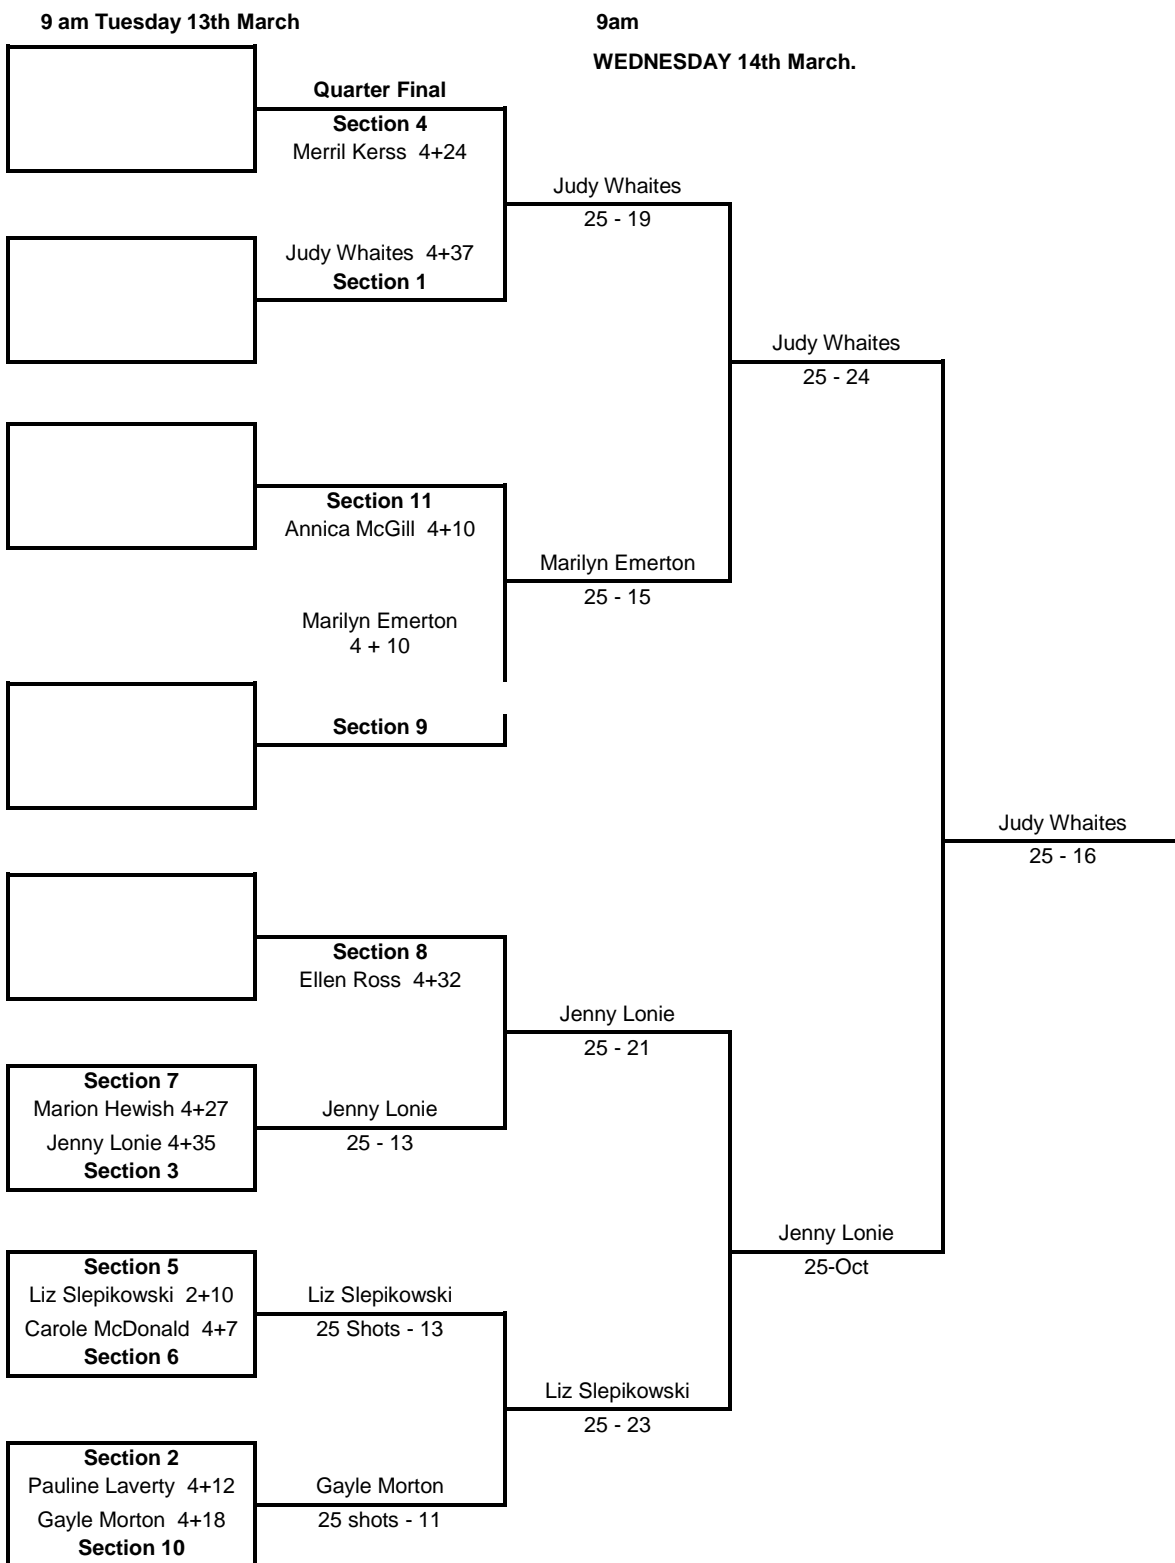 9 am Tuesday 13th March
9am
WEDNESDAY 14th March.
Quarter Final
Section 4
Merril Kerss 4+24
Judy Whaites
25 - 19
Judy Whaites 4+37
Section 1
Judy Whaites
25 - 24
Section 11
Annica McGill 4+10
Marilyn Emerton
25 - 15
Marilyn Emerton
4 + 10
Section 9
Judy Whaites
25 - 16
Section 8
Ellen Ross 4+32
Jenny Lonie
25 - 21
Section 7
Marion Hewish 4+27
Jenny Lonie 4+35
Section 3
Jenny Lonie
25 - 13
Jenny Lonie
25-Oct
Section 5
Liz Slepikowski 2+10
Carole McDonald 4+7
Section 6
Liz Slepikowski
25 Shots - 13
Liz Slepikowski
25 - 23
Section 2
Pauline Laverty 4+12
Gayle Morton 4+18
Section 10
Gayle Morton
25 shots - 11